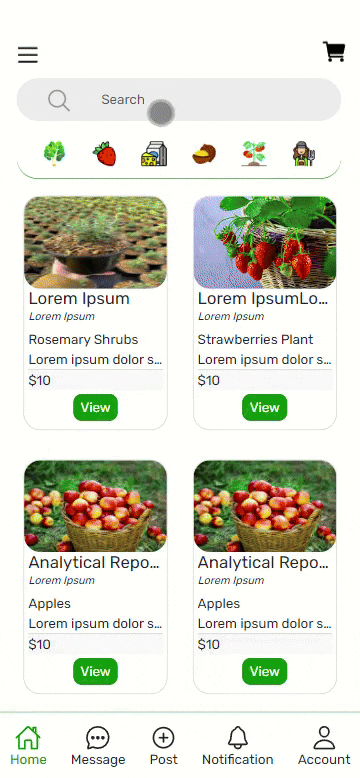 Search
Lorem Ipsum
Lorem Ipsum
Rosemary Shrubs
Lorem ipsum dolor s...
$10
View
Lorem IpsumLo...
Lorem Ipsum
Strawberries Plant
Lorem ipsum dolor s...
$10
View
Analytical Repo...
Lorem Ipsum
Apples
Lorem ipsum dolor s...
$10
View
Analytical Repo...
Lorem Ipsum
Apples
Lorem ipsum dolor s...
$10
View
Home
Message
Post
Notification
Account